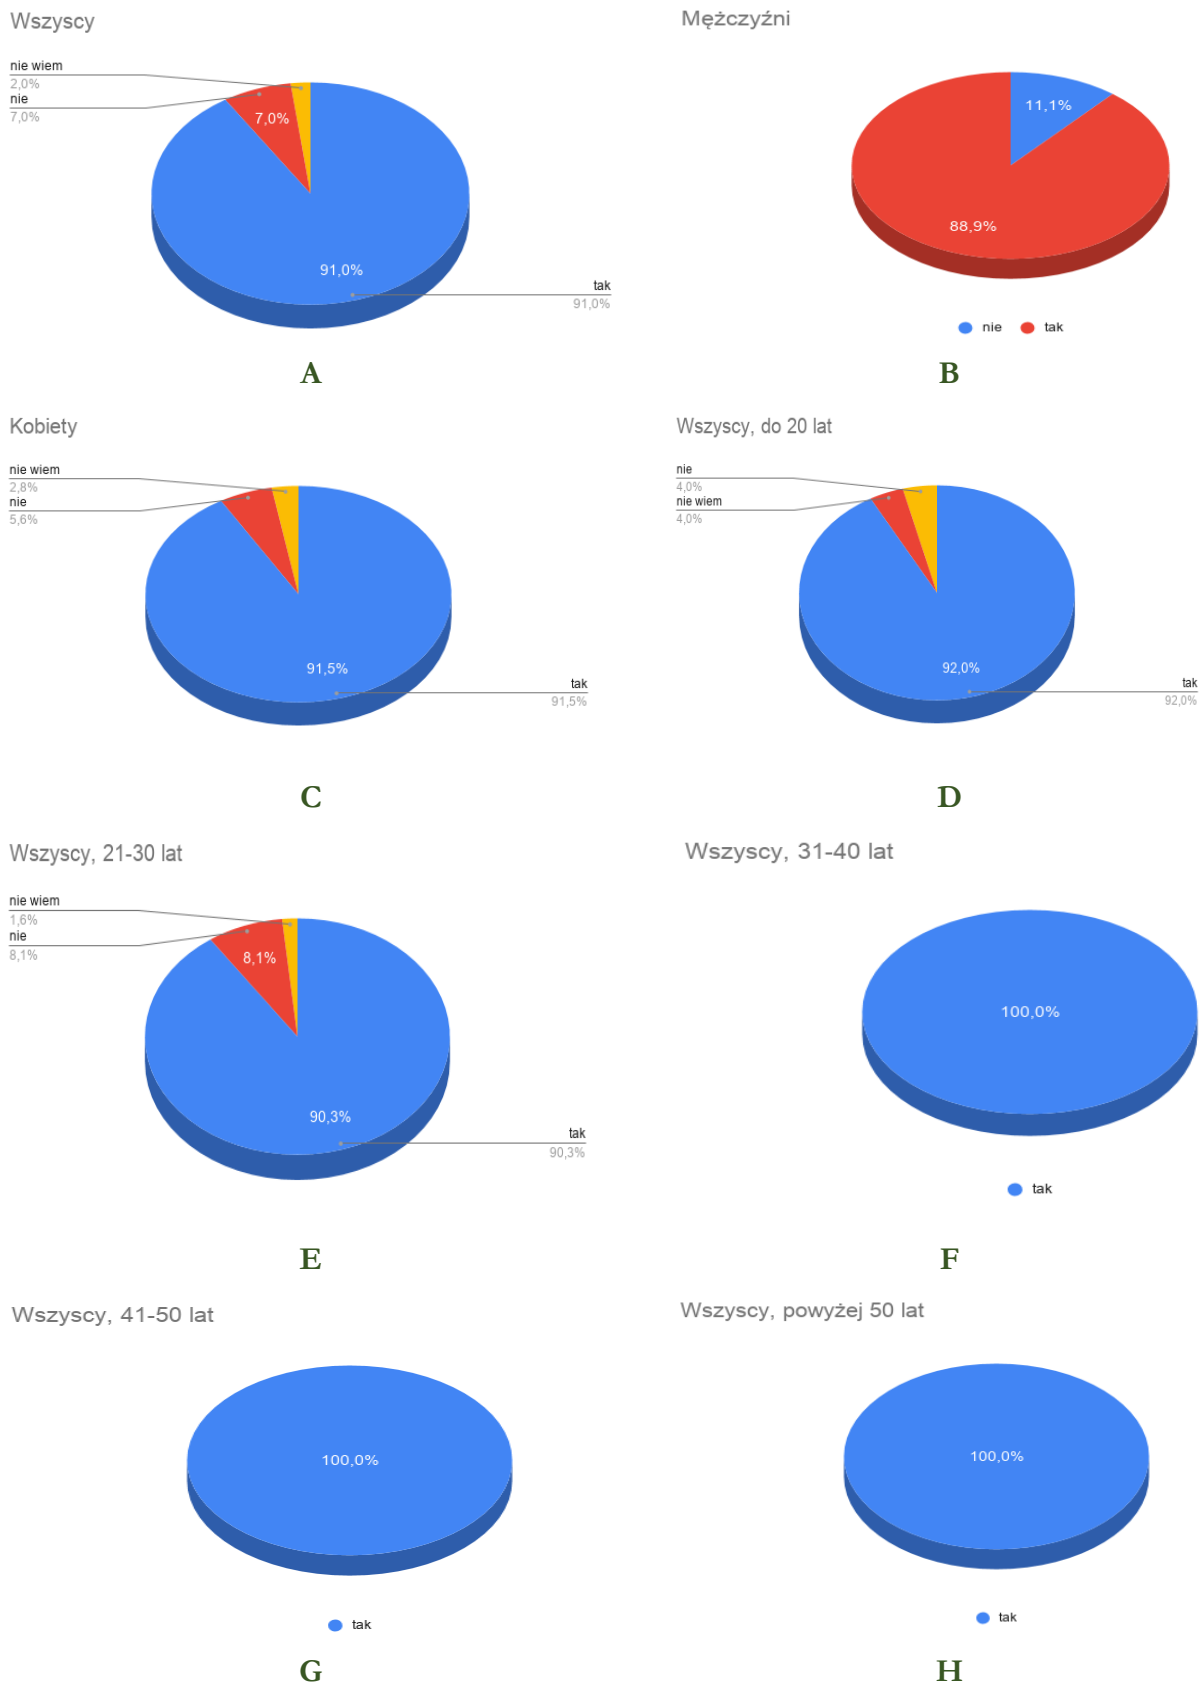 Wszyscy
nie wiem
2,0%
nie
7,0%
7,0%
91,0%
tak
91,0%
A
Mężczyźni
11,1%
88,9%
nie tak
B
Kobiety
nie wiem
2,8%
nie
5,6%
91,5%
tak
91,5%
C
Wszyscy, do 20 lat
nie
4,0%
nie wiem
4,0%
92,0%
tak
92,0%
D
Wszyscy, 21-30 lat
nie wiem
1,6%
nie
8,1%
8,1%
90,3%
tak
90,3%
E
Wszyscy, 31-40 lat
100,0%
tak
F
Wszyscy, 41-50 lat
100,0%
tak
G
Wszyscy, powyżej 50 lat
100,0%
tak
H